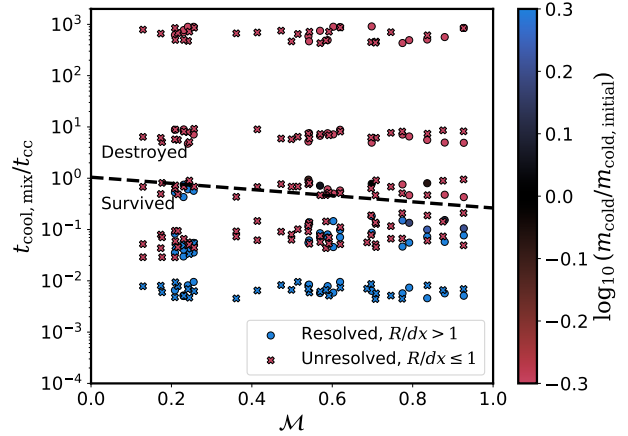 10³
10²
10¹
10⁰
10⁻¹
10⁻²
10⁻³
10⁻⁴
t_cool, mix/t_cc
Destroyed
Survived
Resolved, R/dx > 1
Unresolved, R/dx ≤ 1
0.0 0.2 0.4 0.6 0.8 1.0
ℳ
0.3
0.2
0.1
0.0
−0.1
−0.2
−0.3
log₁₀ (m_cold/m_cold, initial)